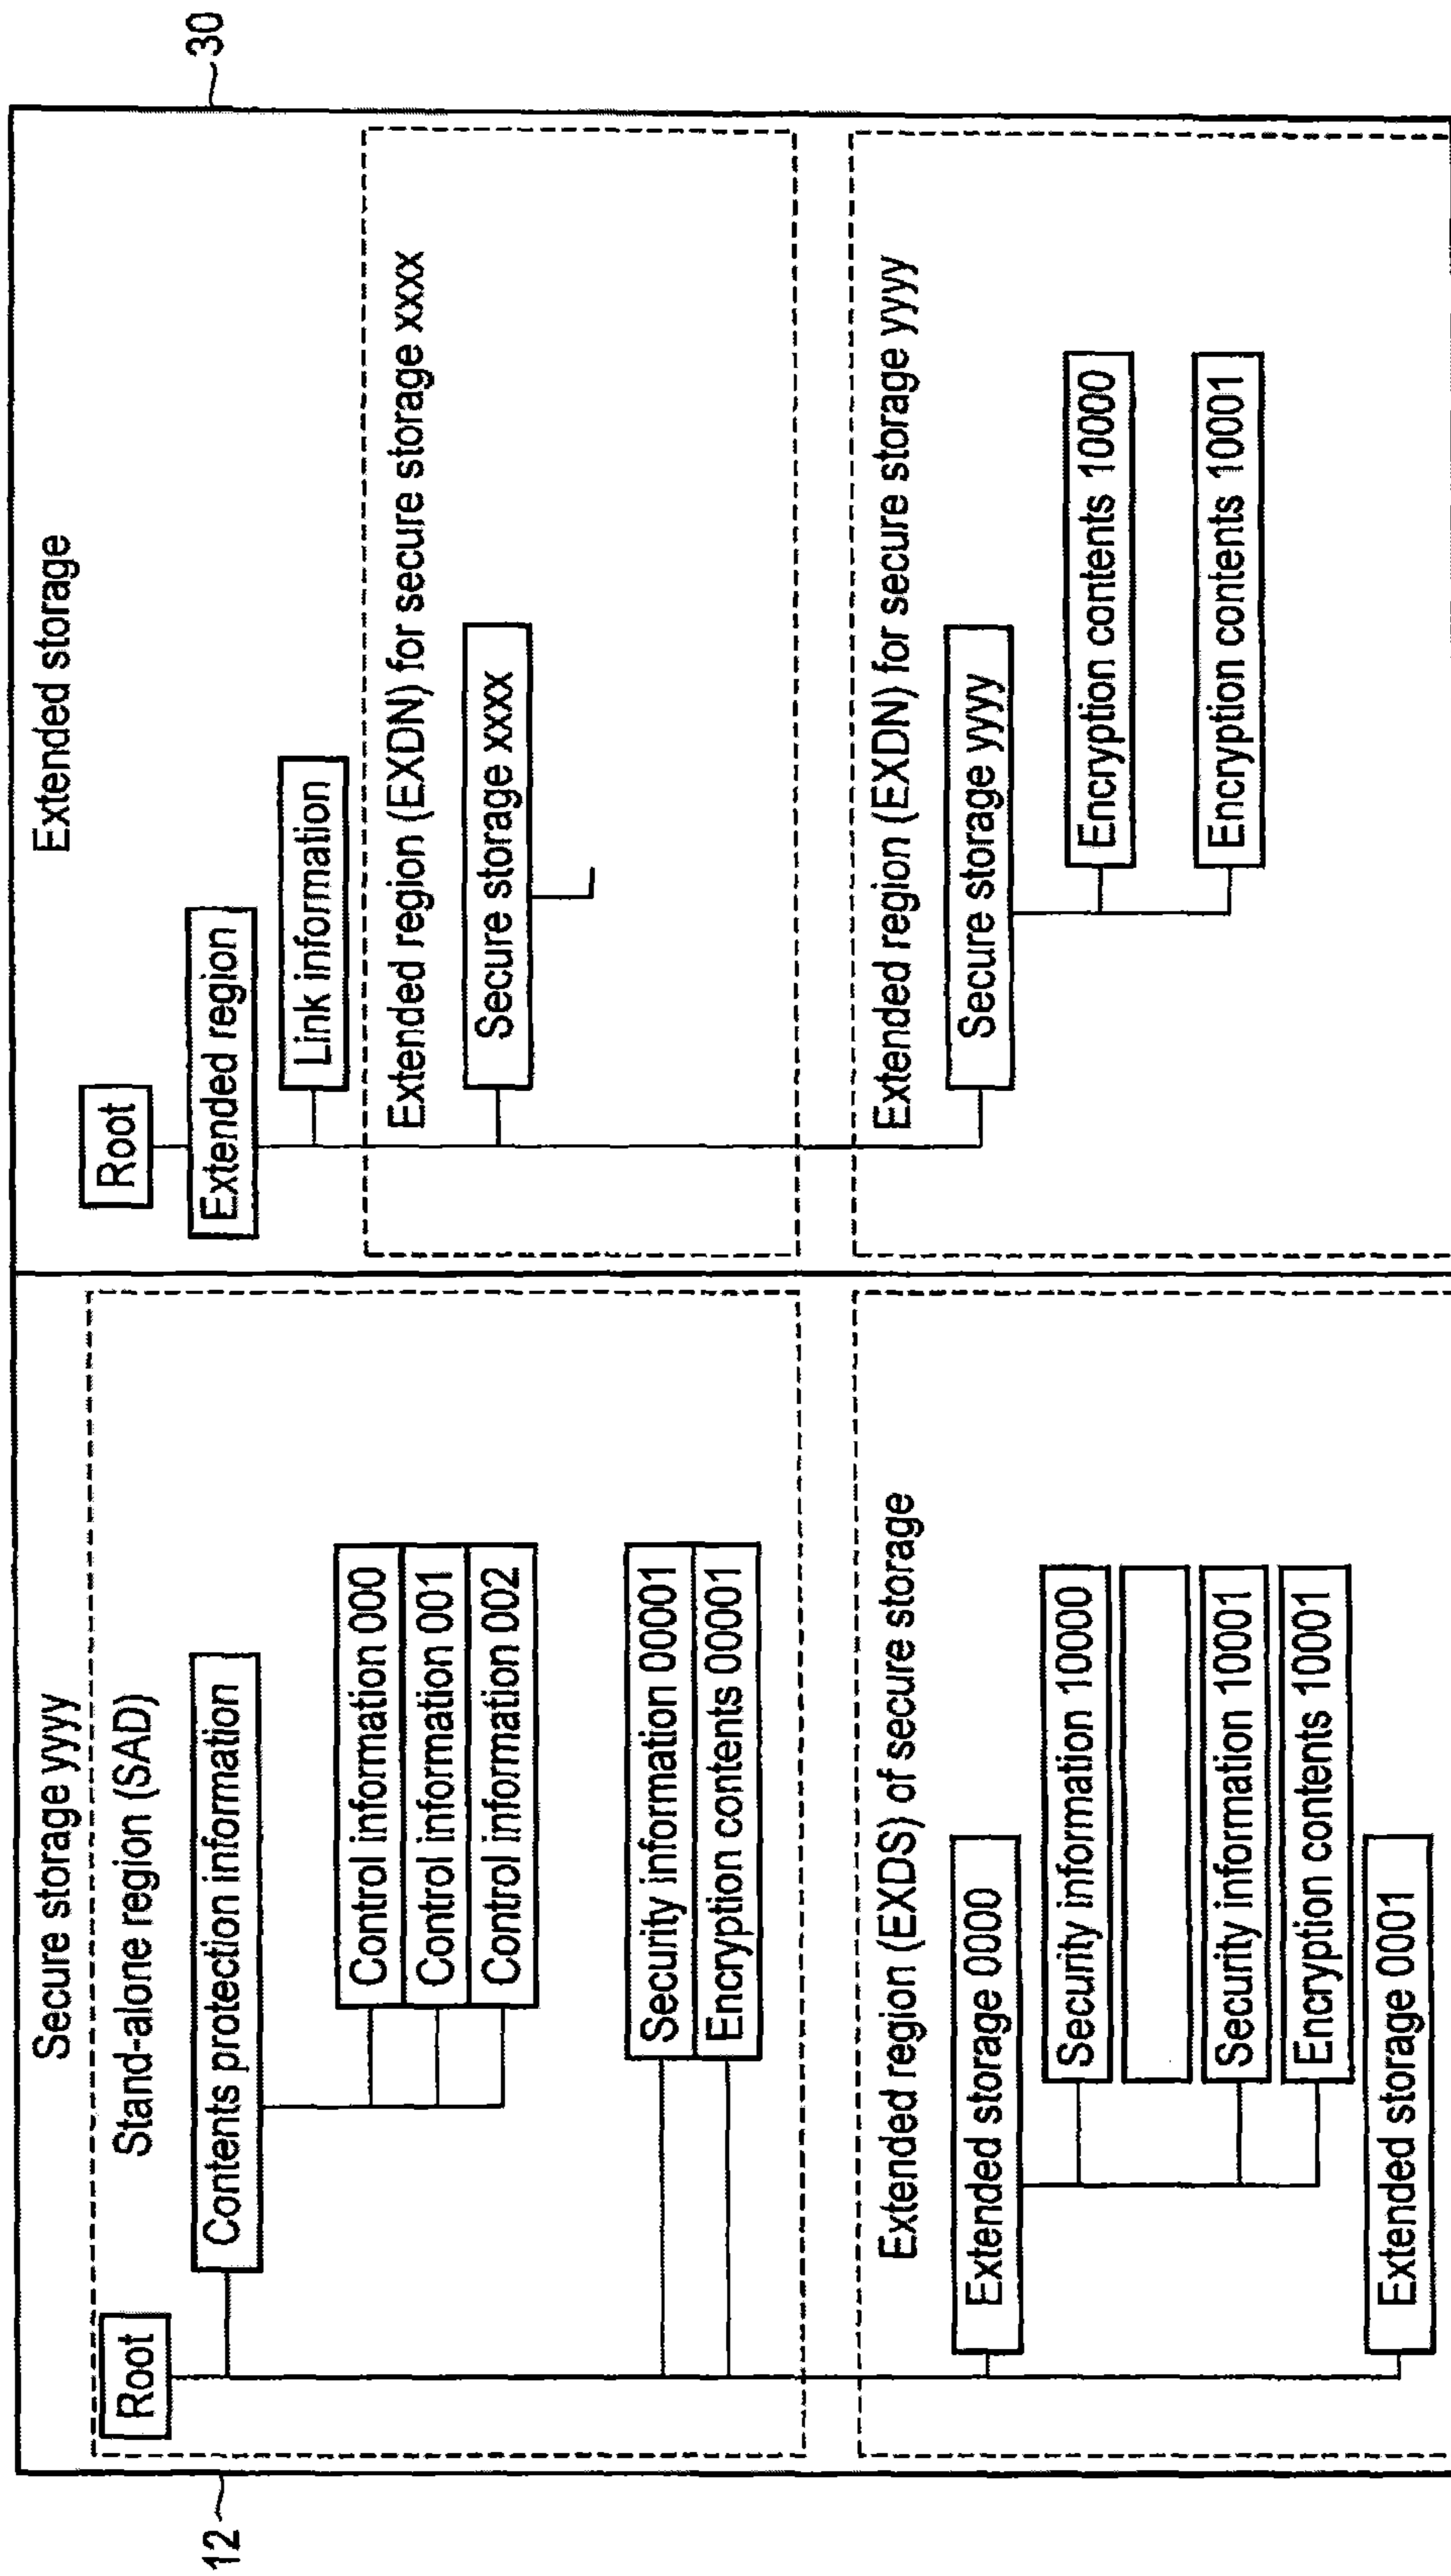 12
Secure storage yyyy
Stand-alone region (SAD)
Root
Contents protection information
Control information 000
Control information 001
Control information 002
Security information 00001
Encryption contents 00001
Extended region (EXDS) of secure storage
Extended storage 0000
Security information 10000
Security information 10001
Encryption contents 10001
Extended storage 0001
30
Extended storage
Root
Extended region
Link information
Extended region (EXDN) for secure storage xxxx
Secure storage xxxx
Extended region (EXDN) for secure storage yyyy
Secure storage yyyy
Encryption contents 10000
Encryption contents 10001